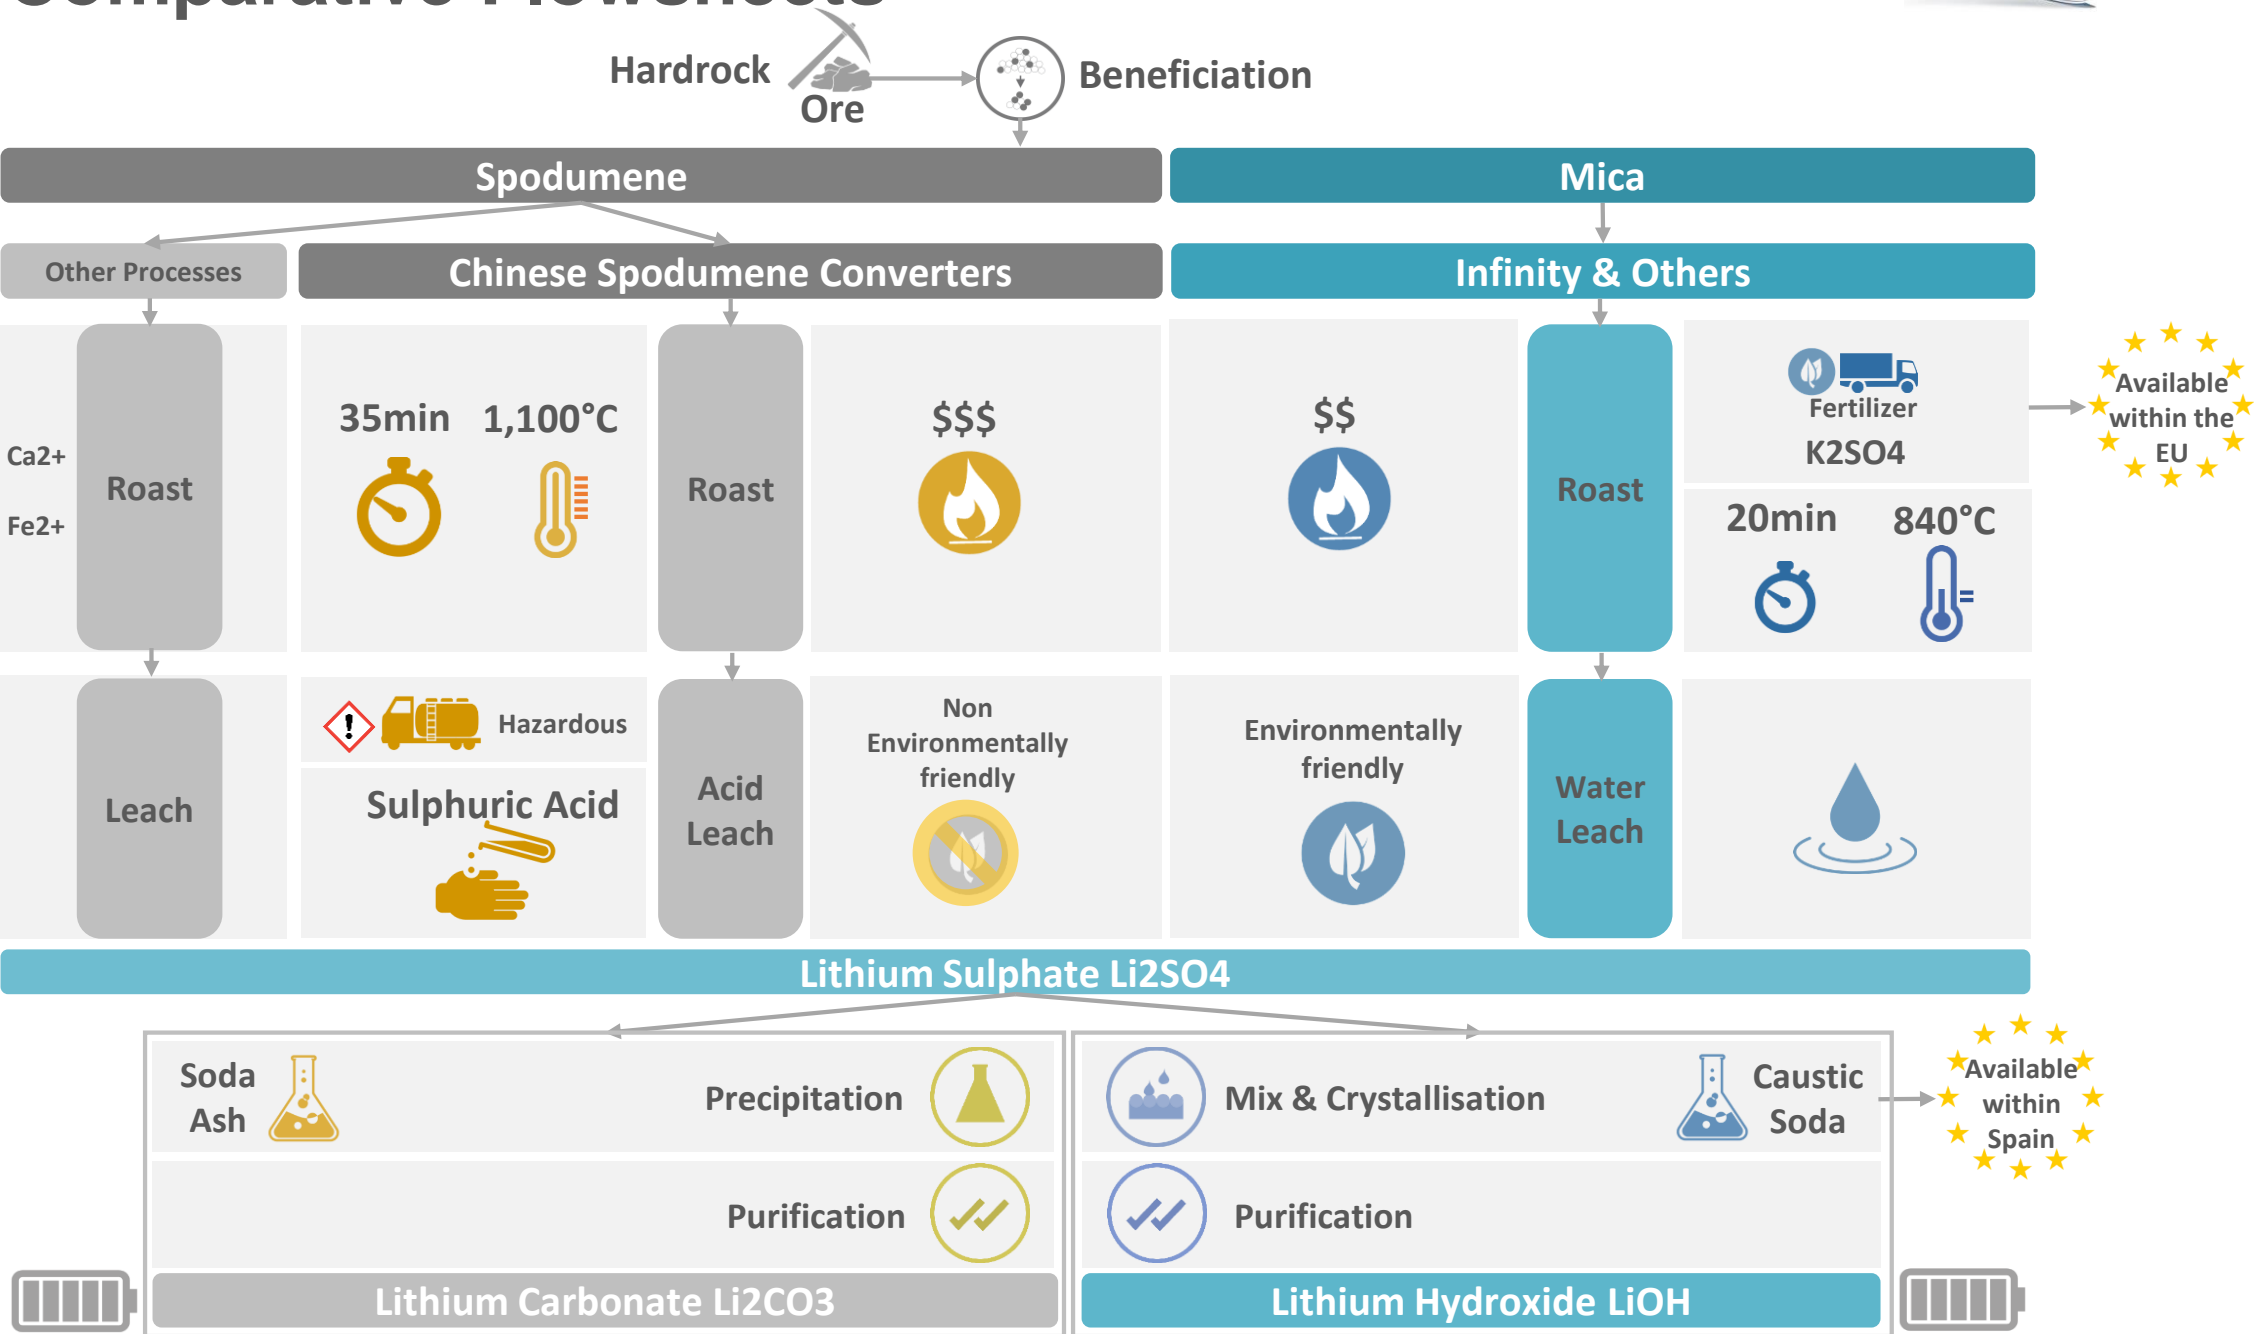 Comparative Flowsheets
Hardrock
Ore
Beneficiation
Spodumene
Mica
Other Processes
Chinese Spodumene Converters
Infinity & Others
Ca2+
Fe2+
Roast
35min
1,100°C
Roast
$$$
$$
Roast
Fertilizer
K2SO4
20min
840°C
Available
within the
EU
Leach
Hazardous
Sulphuric Acid
Acid
Leach
Non
Environmentally
friendly
Environmentally
friendly
Water
Leach
Lithium Sulphate Li2SO4
Soda
Ash
Precipitation
Mix & Crystallisation
Caustic
Soda
Available
within
Spain
Purification
Purification
Lithium Carbonate Li2CO3
Lithium Hydroxide LiOH